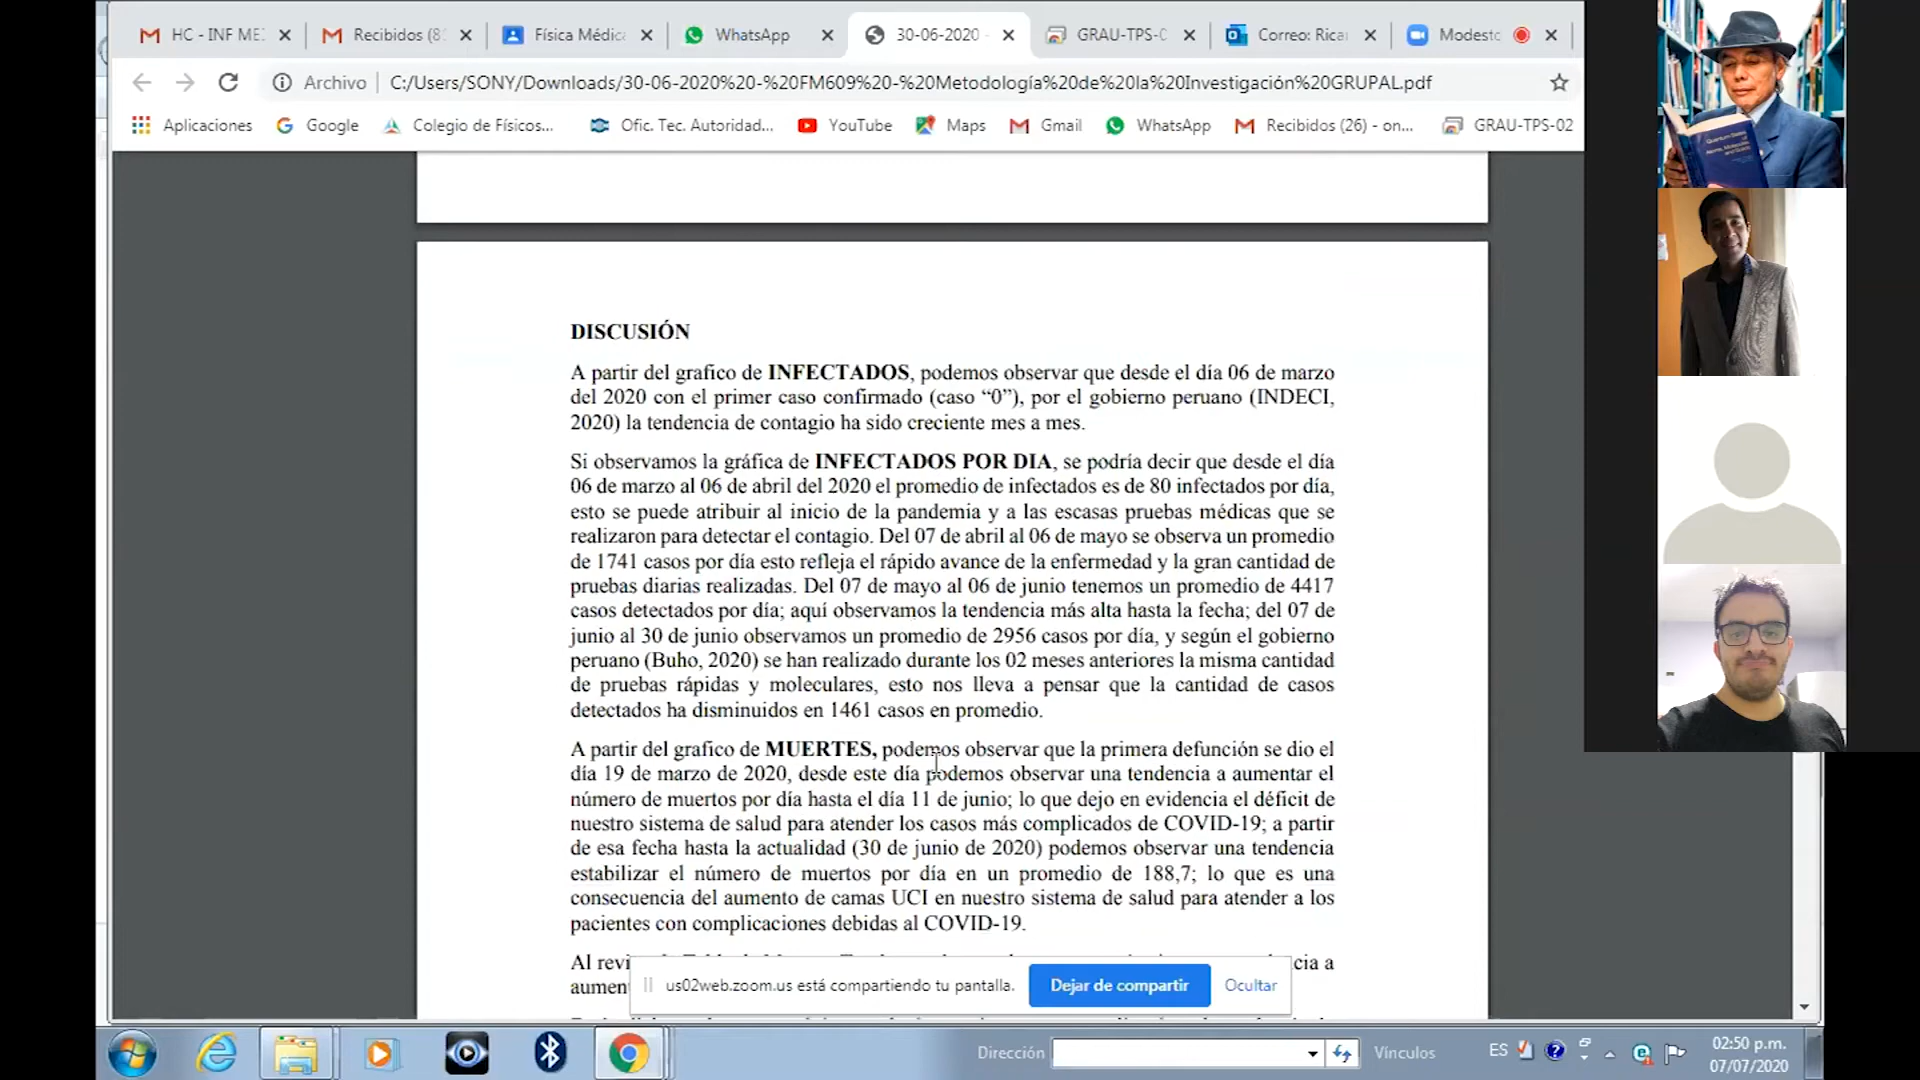 HC - INF ME
Recibidos (8
Física Médic
WhatsApp
30-06-2020
GRAU-TPS-0
Correo: Rica
Modesto
Archivo
C:/Users/SONY/Downloads/30-06-2020%20-%20FM609%20-%20Metodología%20de%20la%20Investigación%20GRUPAL.pdf
Aplicaciones
Google
Colegio de Físicos...
Ofic. Tec. Autoridad...
YouTube
Maps
Gmail
WhatsApp
Recibidos (26) - on...
GRAU-TPS-02
DISCUSIÓN
A partir del grafico de INFECTADOS, podemos observar que desde el día 06 de marzo
del 2020 con el primer caso confirmado (caso “0”), por el gobierno peruano (INDECI,
2020) la tendencia de contagio ha sido creciente mes a mes.
Si observamos la gráfica de INFECTADOS POR DIA, se podría decir que desde el día
06 de marzo al 06 de abril del 2020 el promedio de infectados es de 80 infectados por día,
esto se puede atribuir al inicio de la pandemia y a las escasas pruebas médicas que se
realizaron para detectar el contagio. Del 07 de abril al 06 de mayo se observa un promedio
de 1741 casos por día esto refleja el rápido avance de la enfermedad y la gran cantidad de
pruebas diarias realizadas. Del 07 de mayo al 06 de junio tenemos un promedio de 4417
casos detectados por día; aquí observamos la tendencia más alta hasta la fecha; del 07 de
junio al 30 de junio observamos un promedio de 2956 casos por día, y según el gobierno
peruano (Buho, 2020) se han realizado durante los 02 meses anteriores la misma cantidad
de pruebas rápidas y moleculares, esto nos lleva a pensar que la cantidad de casos
detectados ha disminuidos en 1461 casos en promedio.
A partir del grafico de MUERTES, podemos observar que la primera defunción se dio el
día 19 de marzo de 2020, desde este día podemos observar una tendencia a aumentar el
número de muertos por día hasta el día 11 de junio; lo que dejo en evidencia el déficit de
nuestro sistema de salud para atender los casos más complicados de COVID-19; a partir
de esa fecha hasta la actualidad (30 de junio de 2020) podemos observar una tendencia
estabilizar el número de muertos por día en un promedio de 188,7; lo que es una
consecuencia del aumento de camas UCI en nuestro sistema de salud para atender a los
pacientes con complicaciones debidas al COVID-19.
Al revi
cia a
aumen
us02web.zoom.us está compartiendo tu pantalla.
Dejar de compartir
Ocultar
Dirección
Vínculos
ES
02:50 p.m.
07/07/2020